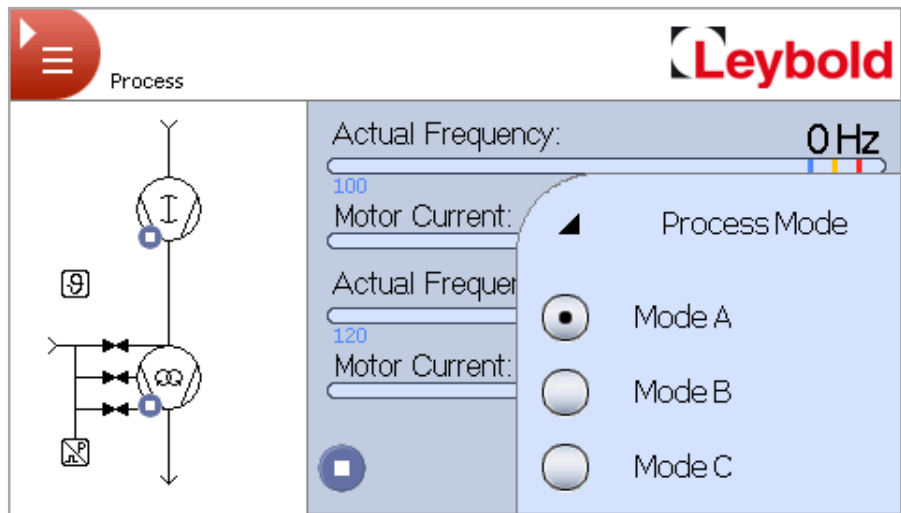 Process
Leybold
Actual Frequency:
0 Hz
100
Motor Current:
Process Mode
Actual Frequen
Mode A
120
Motor Current:
Mode B
Mode C
ϑ
P